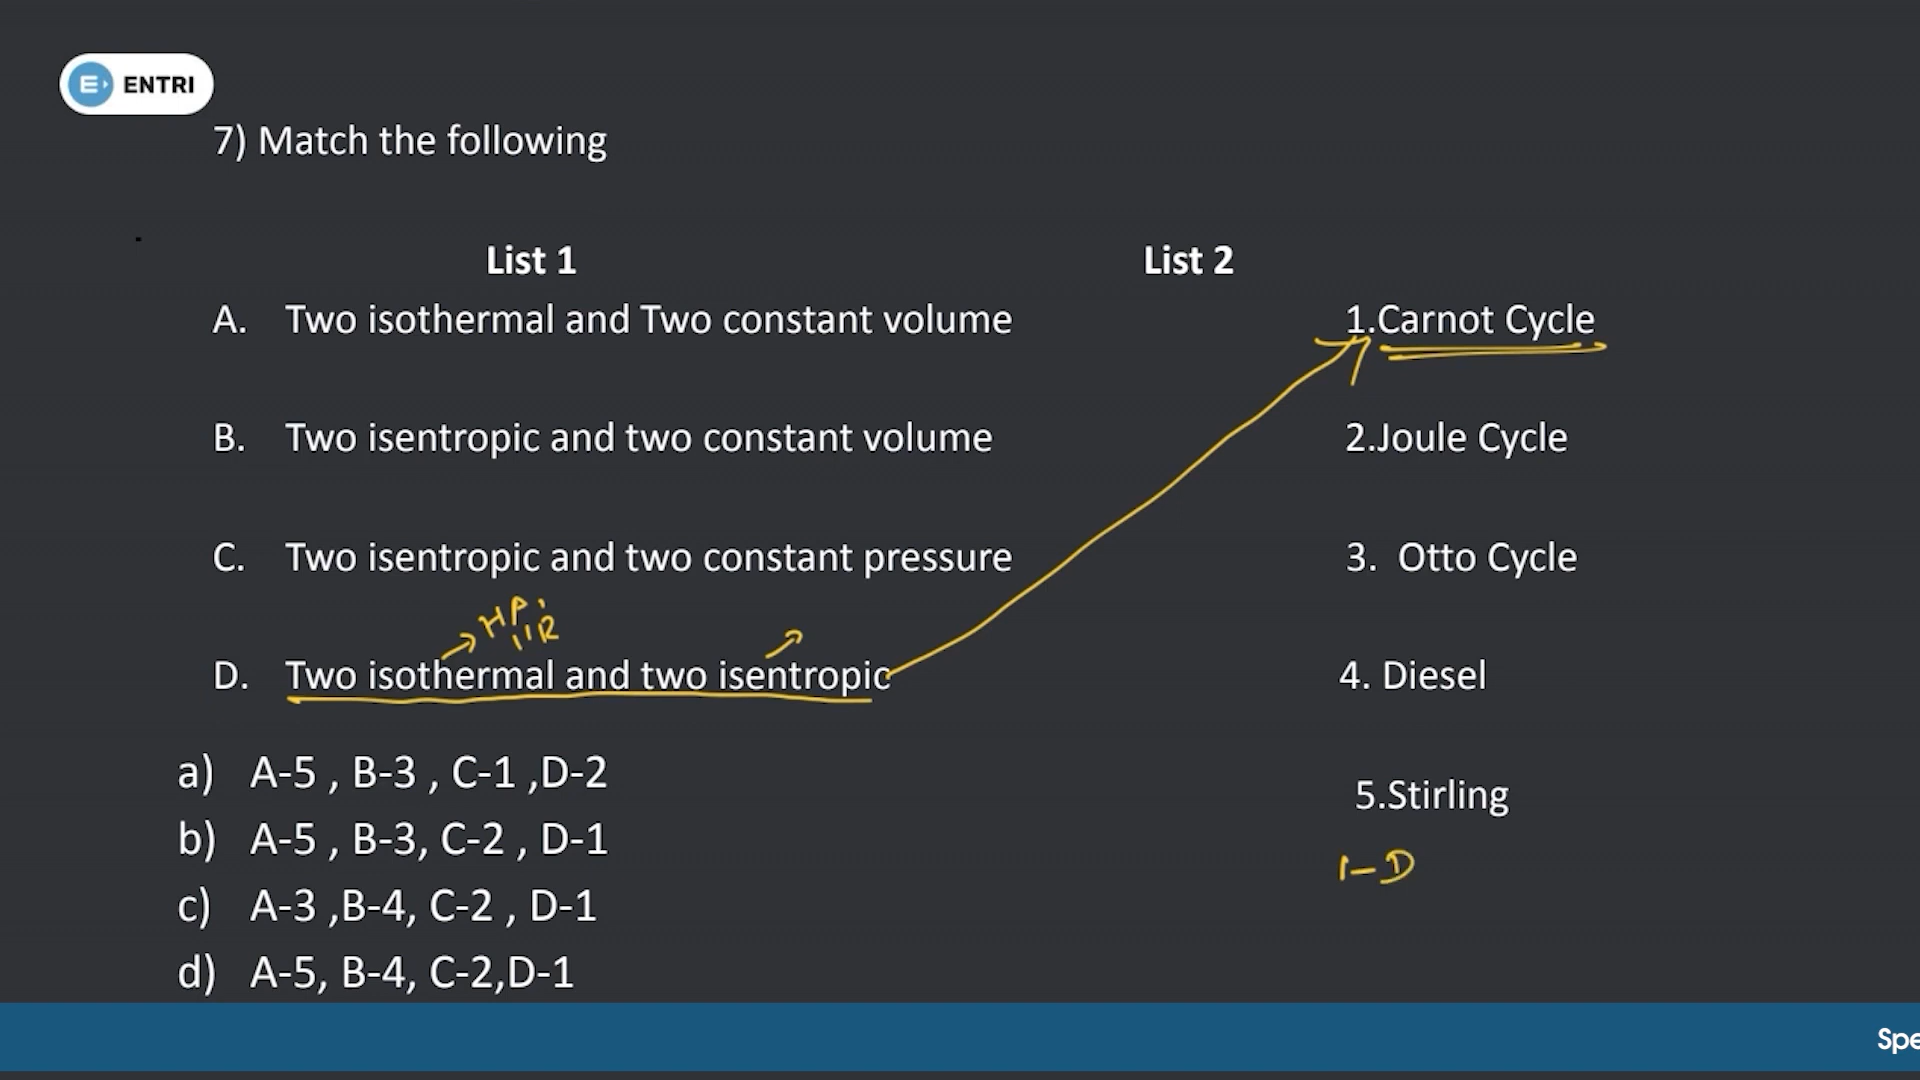 ENTRI
7) Match the following
List 1 List 2
A. Two isothermal and Two constant volume 1.Carnot Cycle
B. Two isentropic and two constant volume 2.Joule Cycle
C. Two isentropic and two constant pressure 3. Otto Cycle
D. Two isothermal and two isentropic 4. Diesel
5.Stirling
1-D
a) A-5 , B-3 , C-1 ,D-2
b) A-5 , B-3, C-2 , D-1
c) A-3 ,B-4, C-2 , D-1
d) A-5, B-4, C-2,D-1
Spe